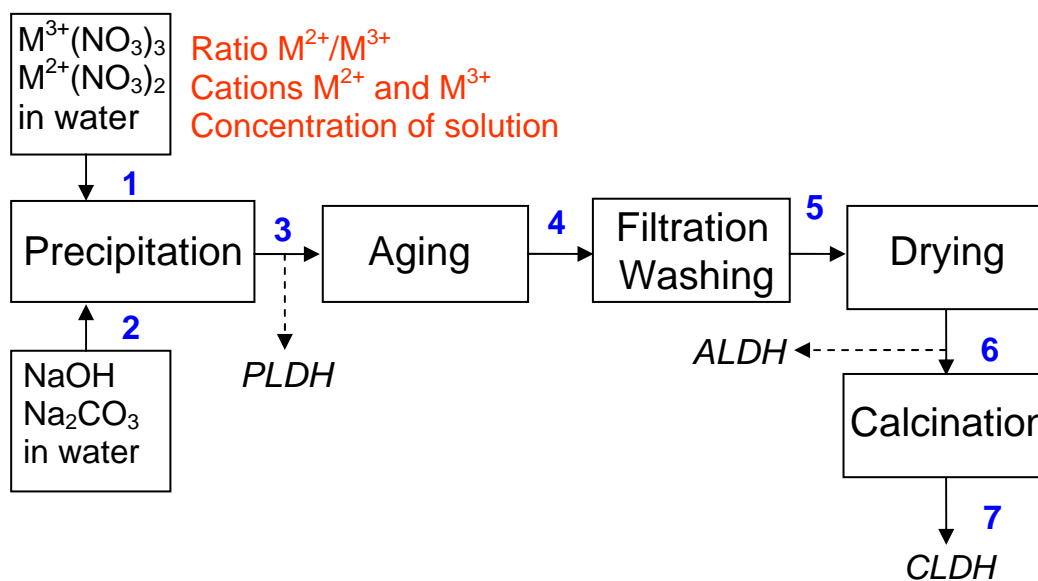 M³⁺(NO₃)₃
M²⁺(NO₃)₂
in water
Ratio M²⁺/M³⁺
Cations M²⁺ and M³⁺
Concentration of solution
1
Precipitation
3
Aging
4
Filtration
Washing
5
Drying
2
NaOH
Na₂CO₃
in water
PLDH
ALDH
6
Calcination
7
CLDH